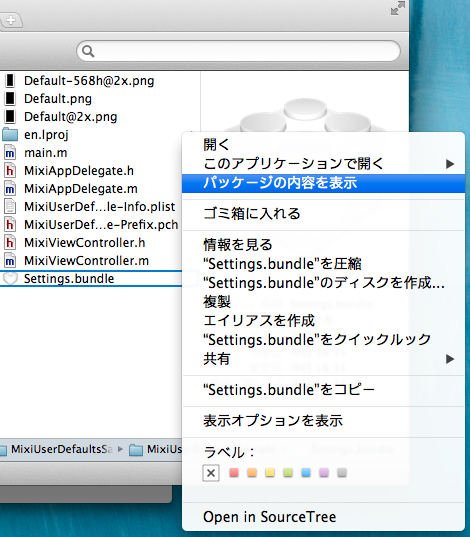 Default-568h@2x.png
Default.png
Default@2x.png
en.lproj
main.m
MixiAppDelegate.h
MixiAppDelegate.m
MixiUserDef...le-Info.plist
MixiUserDef...e-Prefix.pch
MixiViewController.h
MixiViewController.m
Settings.bundle
開く
このアプリケーションで開く
パッケージの内容を表示
ゴミ箱に入れる
情報を見る
“Settings.bundle”を圧縮
“Settings.bundle”のディスクを作成...
複製
エイリアスを作成
“Settings.bundle”をクイックルック
共有
“Settings.bundle”をコピー
表示オプションを表示
ラベル：
Open in SourceTree
MixiUserDefaultsSa
MixiUs